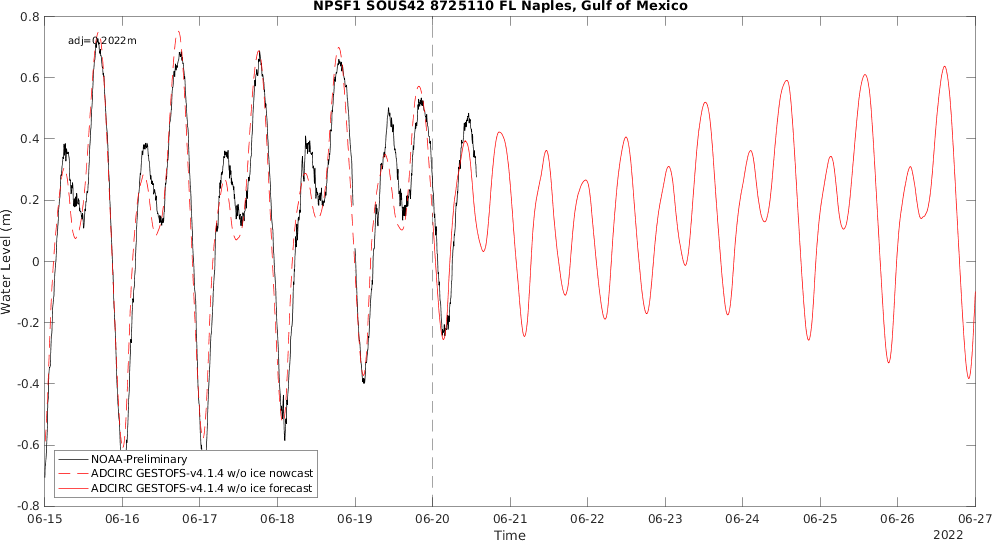 NPSF1 SOUS42 8725110 FL Naples, Gulf of Mexico
adj=0.2022m
0.8
0.6
0.4
0.2
0
-0.2
-0.4
-0.6
-0.8
Water Level (m)
NOAA-Preliminary
ADCIRC GESTOFS-v4.1.4 w/o ice nowcast
ADCIRC GESTOFS-v4.1.4 w/o ice forecast
06-15 06-16 06-17 06-18 06-19 06-20 06-21 06-22 06-23 06-24 06-25 06-26 06-27
Time
2022